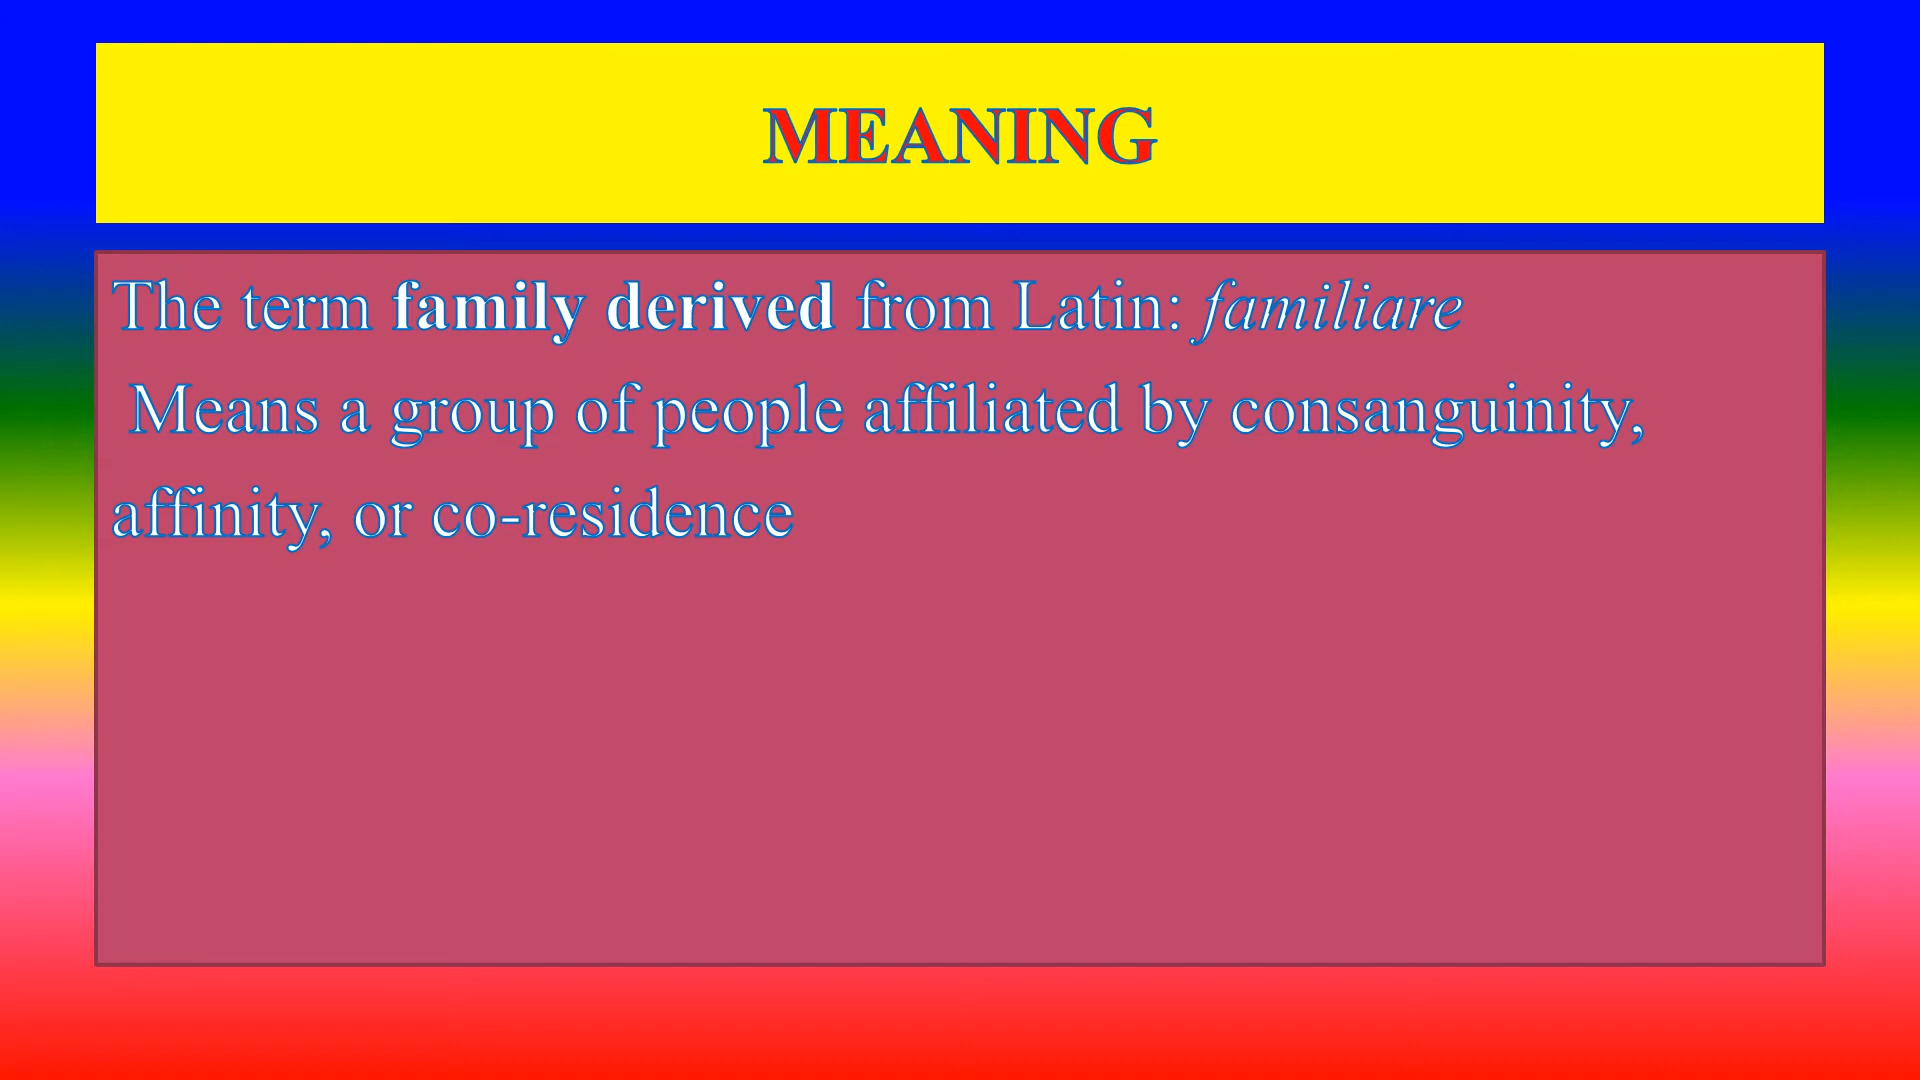 MEANING
The term family derived from Latin: familiare
Means a group of people affiliated by consanguinity,
affinity, or co-residence